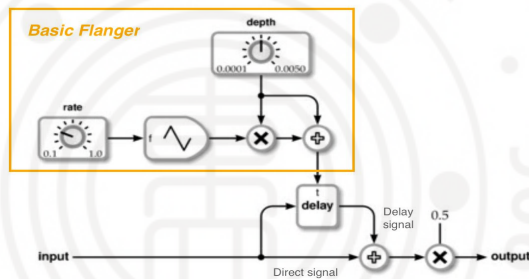 Basic Flanger
depth
0.0001 0.0050
rate
0.1 1.0
f
t
delay
Delay
signal
0.5
input
output
Direct signal